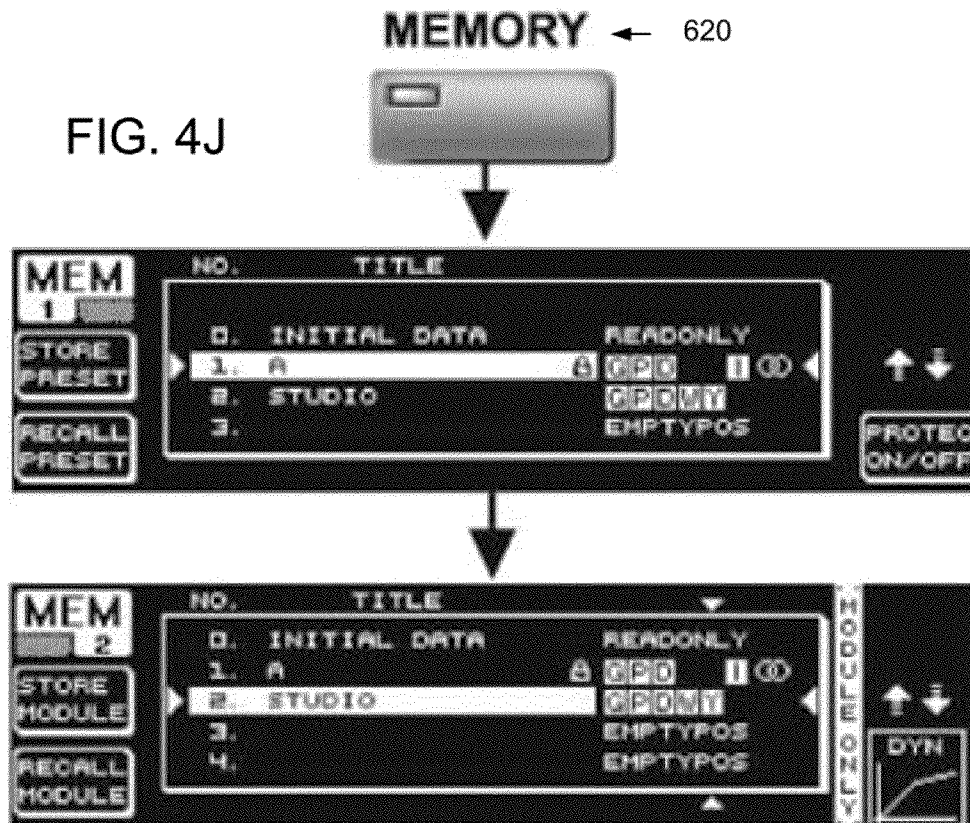 MEMORY 620
FIG. 4J
MEM
1
NO. TITLE
0. INITIAL DATA READONLY
1. A GPD I
2. STUDIO GPDWY
3. EMPTYPOS
STORE PRESET
RECALL PRESET
PROTEC
ON/OFF
MEM
2
NO. TITLE
0. INITIAL DATA READONLY
1. A GPD I
2. STUDIO GPDWY
3. EMPTYPOS
4. EMPTYPOS
STORE MODULE
RECALL MODULE
MODULE ONLY
DYN